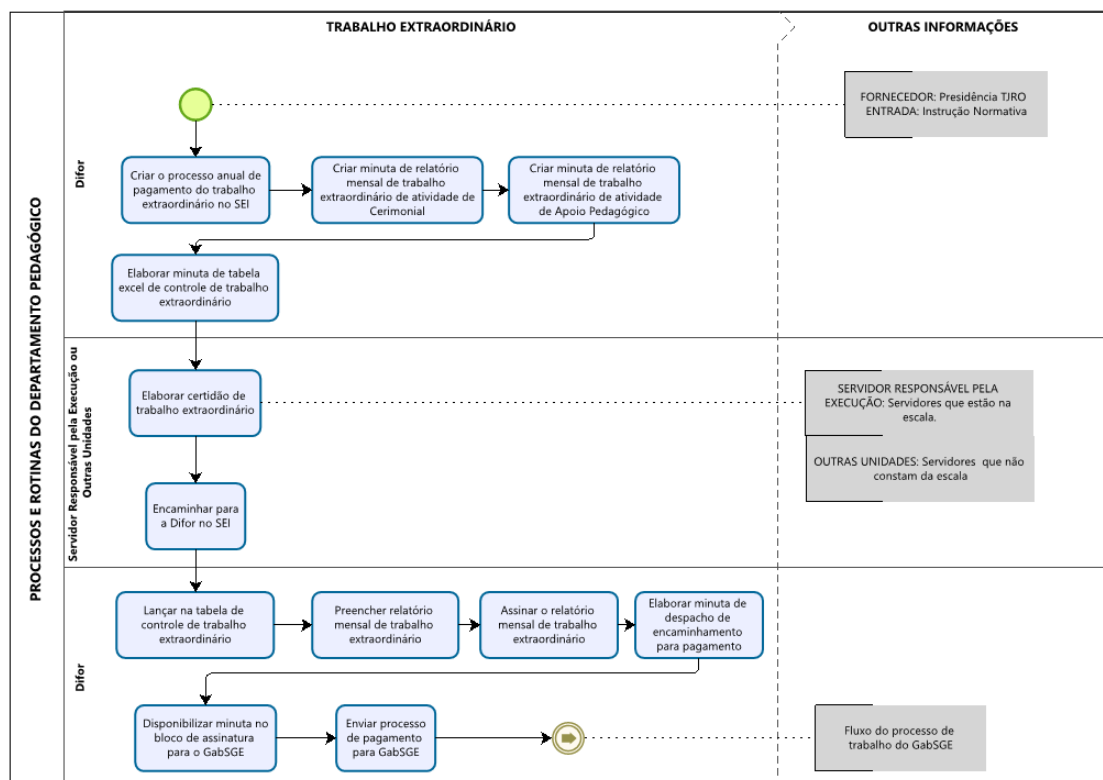 PROCESSOS E ROTINAS DO DEPARTAMENTO PEDAGÓGICO
TRABALHO EXTRAORDINÁRIO
OUTRAS INFORMAÇÕES
Difor
FORNECEDOR: Presidência TJRO
ENTRADA: Instrução Normativa
Criar o processo anual de
pagamento do trabalho
extraordinário no SEI
Criar minuta de relatório
mensal de trabalho
extraordinário de atividade de
Cerimonial
Criar minuta de relatório
mensal de trabalho
extraordinário de atividade
de Apoio Pedagógico
Elaborar minuta de tabela
excel de controle de trabalho
extraordinário
Servidor Responsável pela Execução ou
Outras Unidades
Elaborar certidão de
trabalho extraordinário
SERVIDOR RESPONSÁVEL PELA
EXECUÇÃO: Servidores que estão na
escala.
OUTRAS UNIDADES: Servidores que não
constam da escala
Encaminhar para
a Difor no SEI
Difor
Lançar na tabela de
controle de trabalho
extraordinário
Preencher relatório
mensal de trabalho
extraordinário
Assinar o relatório
mensal de trabalho
extraordinário
Elaborar minuta de
despacho de
encaminhamento
para pagamento
Disponibilizar minuta no
bloco de assinatura
para o GabSGE
Enviar processo
de pagamento
para GabSGE
Fluxo do processo de
trabalho do GabSGE